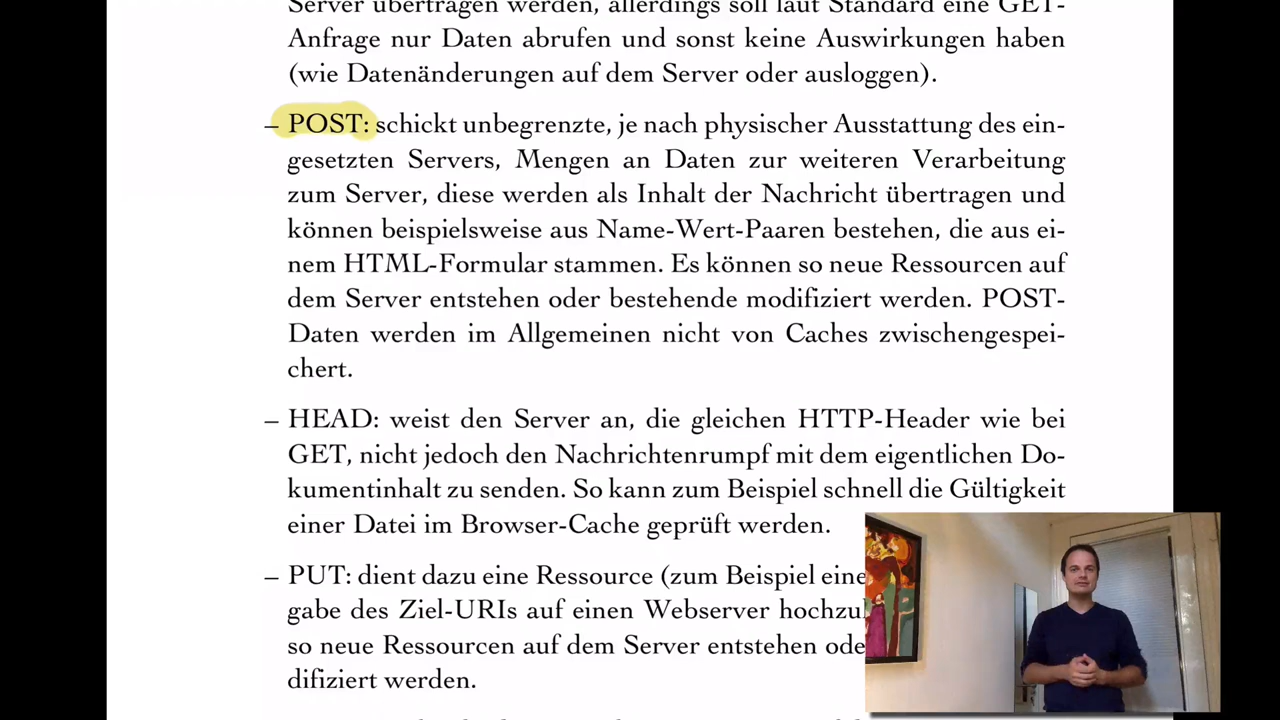 Server übertragen werden, allerdings soll laut Standard eine GET-
Anfrage nur Daten abrufen und sonst keine Auswirkungen haben
(wie Datenänderungen auf dem Server oder ausloggen).
– POST: schickt unbegrenzte, je nach physischer Ausstattung des ein-
gesetzten Servers, Mengen an Daten zur weiteren Verarbeitung
zum Server, diese werden als Inhalt der Nachricht übertragen und
können beispielsweise aus Name-Wert-Paaren bestehen, die aus ei-
nem HTML-Formular stammen. Es können so neue Ressourcen auf
dem Server entstehen oder bestehende modifiziert werden. POST-
Daten werden im Allgemeinen nicht von Caches zwischengespei-
chert.
– HEAD: weist den Server an, die gleichen HTTP-Header wie bei
GET, nicht jedoch den Nachrichtenrumpf mit dem eigentlichen Do-
kumentinhalt zu senden. So kann zum Beispiel schnell die Gültigkeit
einer Datei im Browser-Cache geprüft werden.
– PUT: dient dazu eine Ressource (zum Beispiel eine
gabe des Ziel-URIs auf einen Webserver
so neue Ressourcen auf dem Server entstehen
difiziert werden.